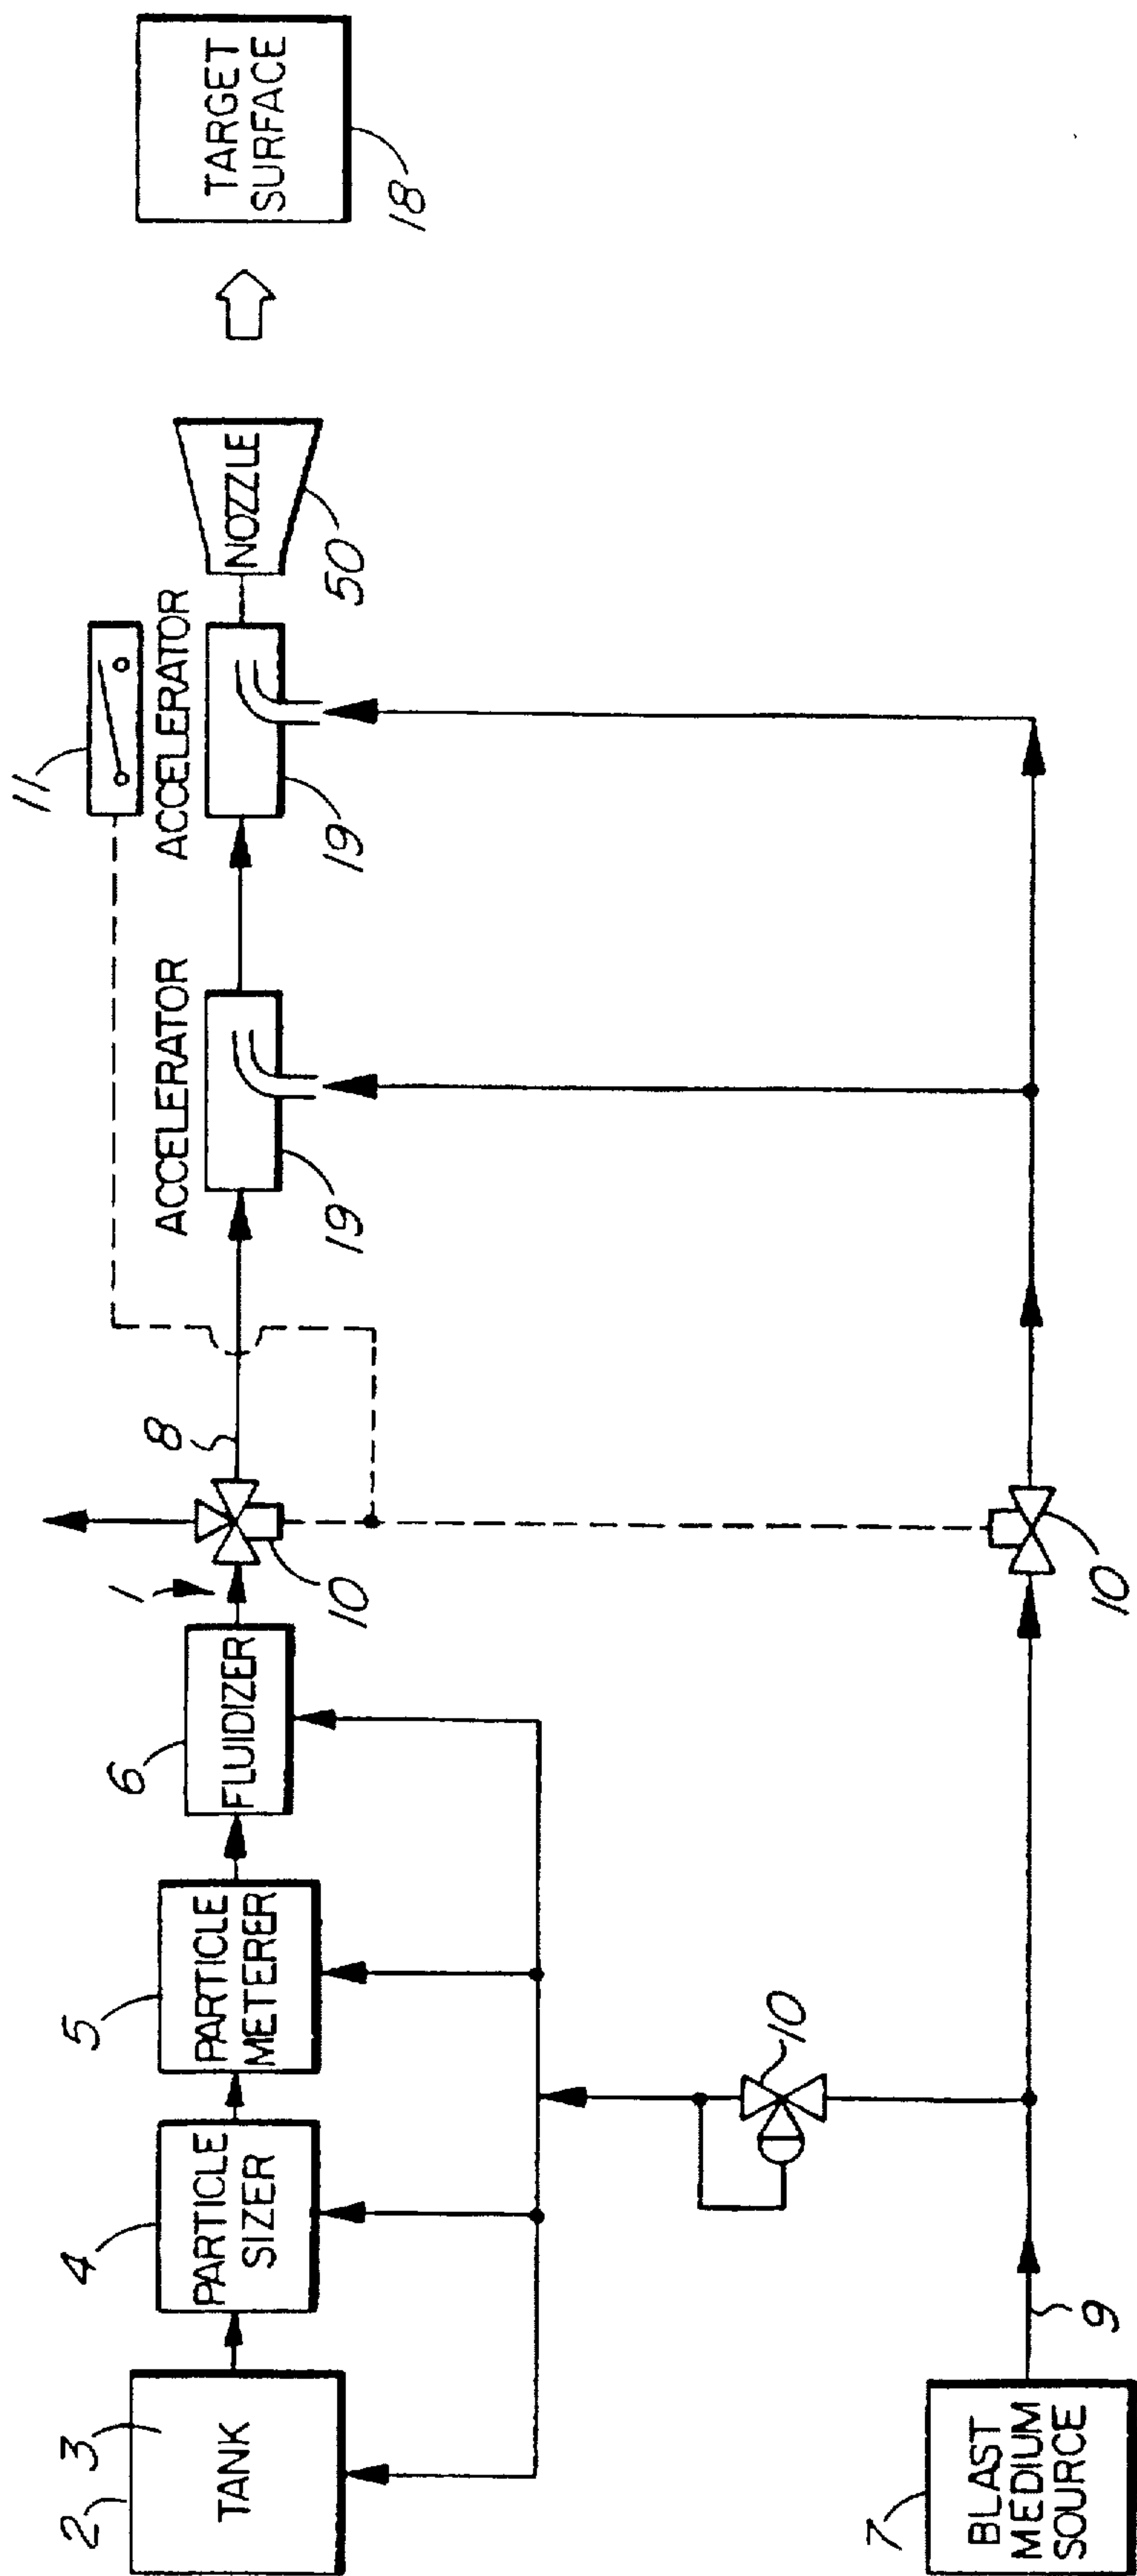 TARGET
SURFACE
18
NOZZLE
50
11
ACCELERATOR
19
ACCELERATOR
19
8
10
1
FLUIDIZER
6
PARTICLE
METERER
5
PARTICLE
SIZER
4
TANK
3
2
10
10
9
BLAST
MEDIUM
SOURCE
7